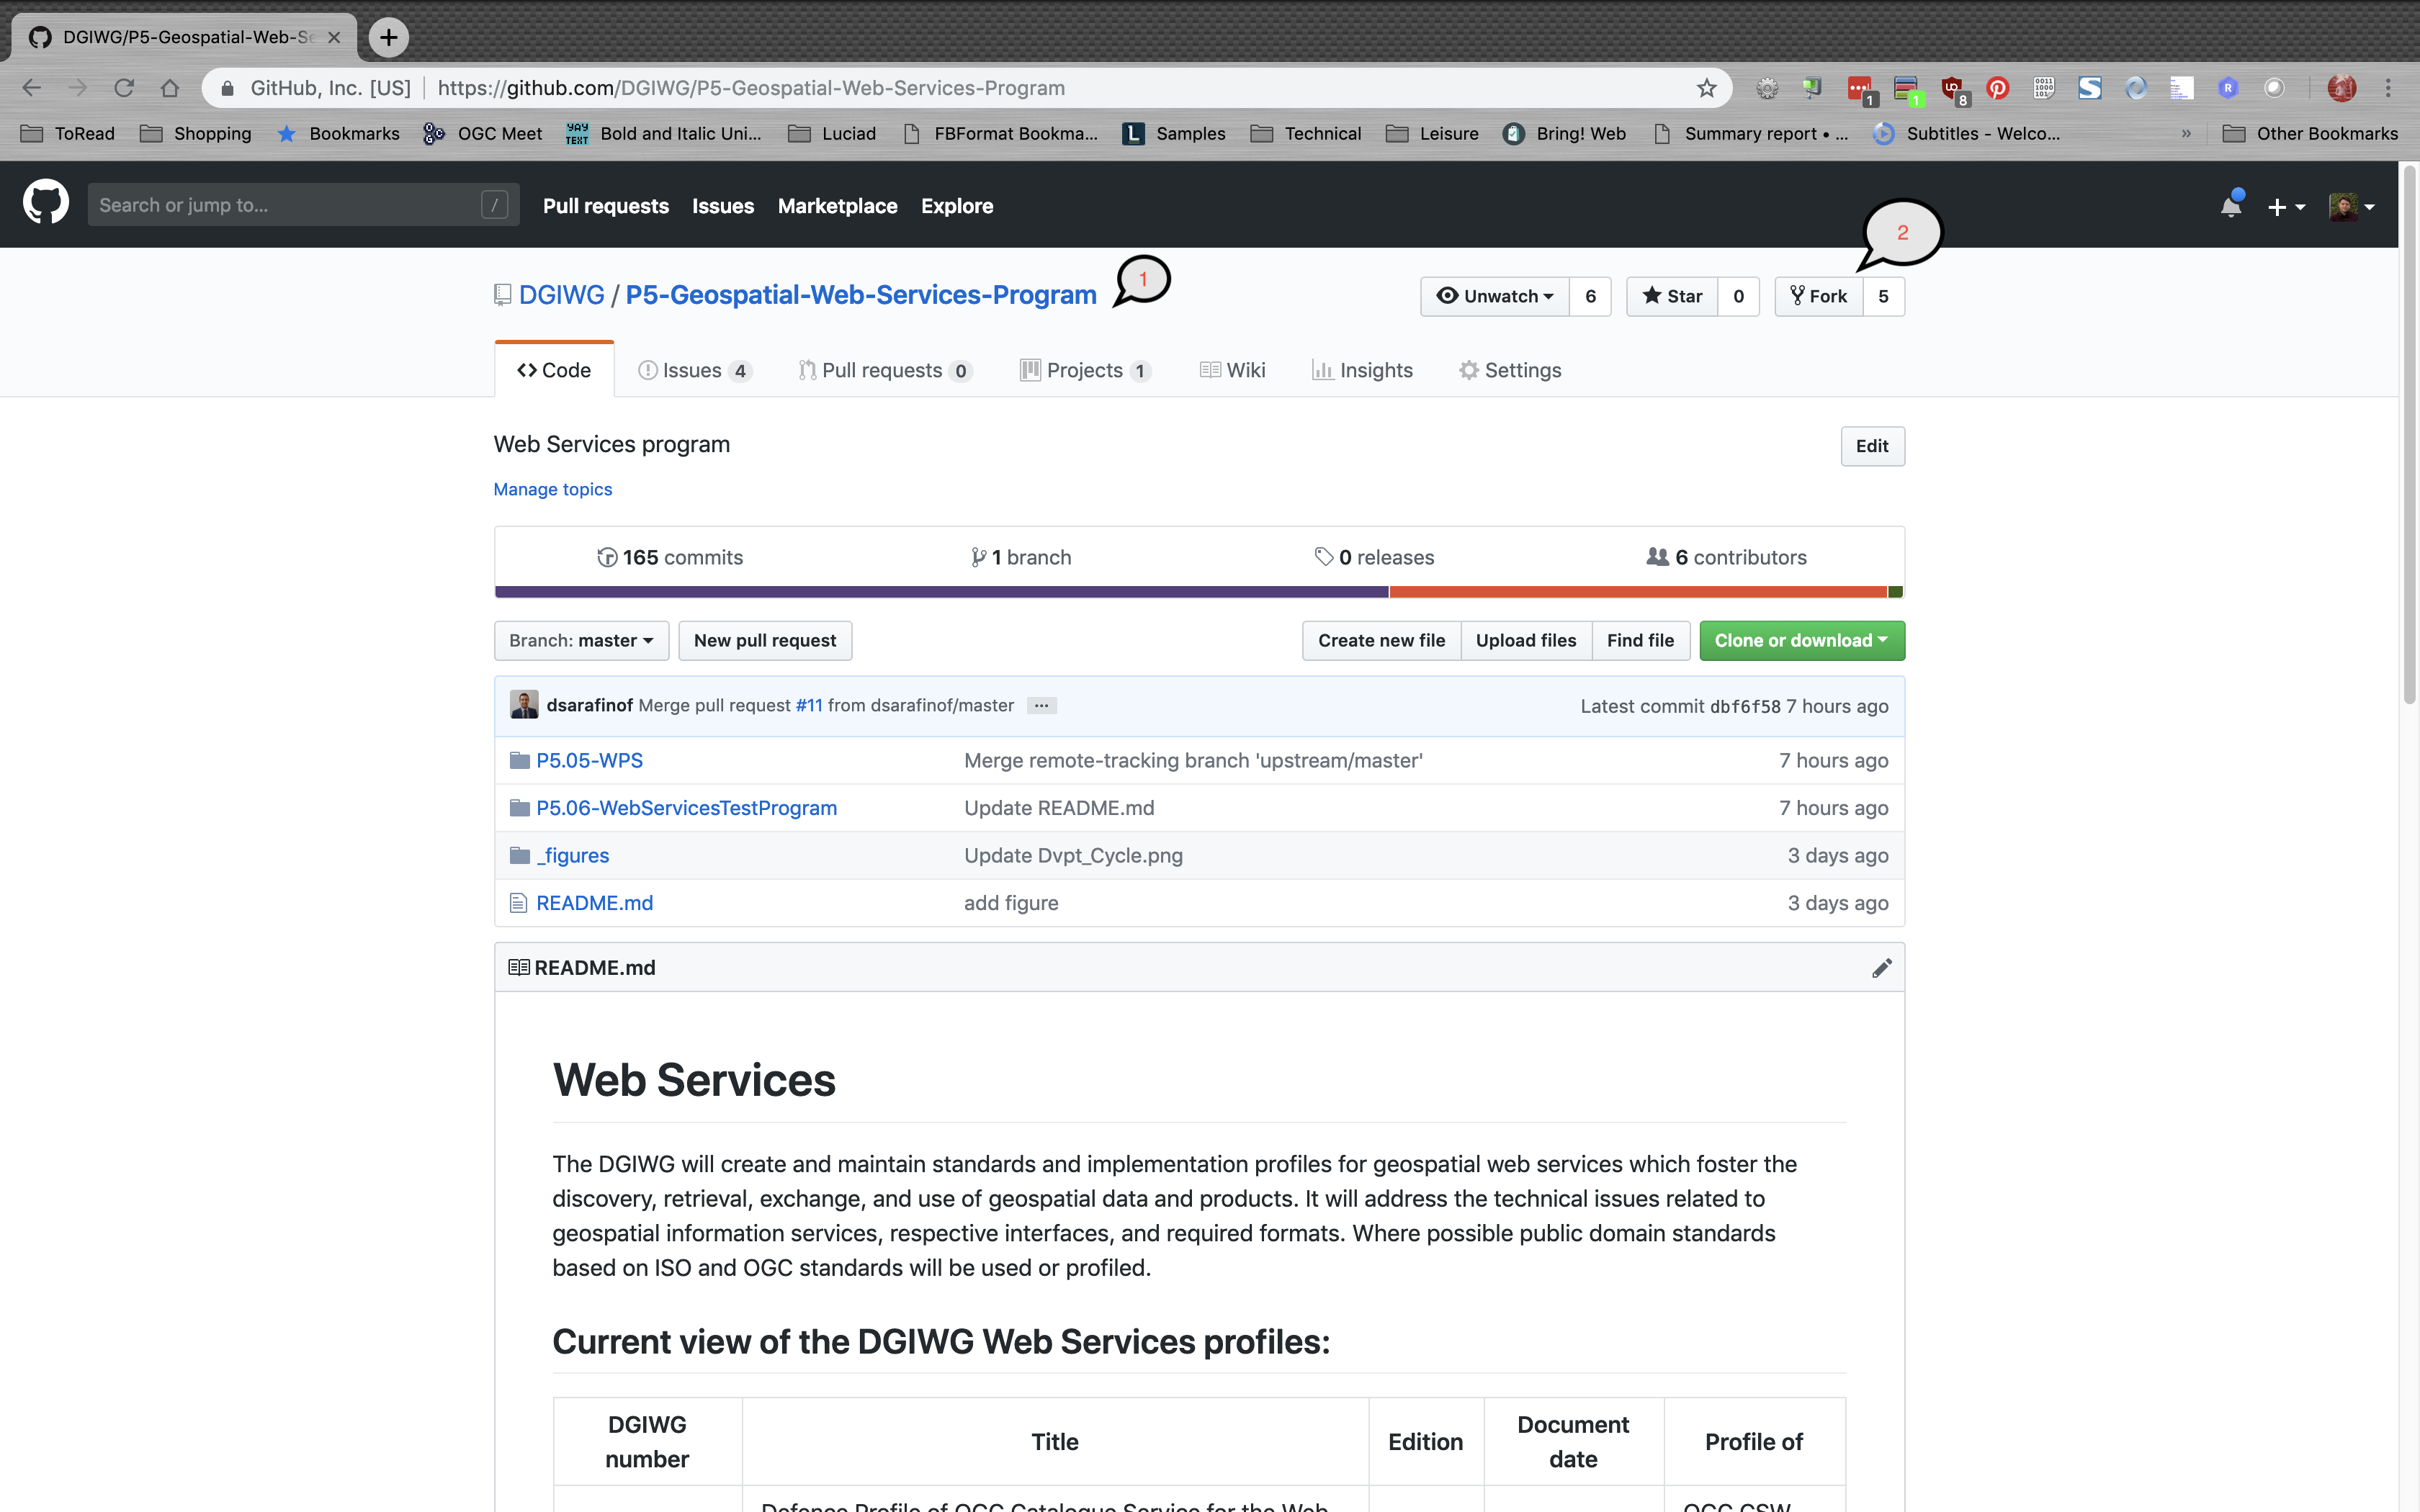 DGIWG/P5-Geospatial-Web-Se
GitHub, Inc. [US] https://github.com/DGIWG/P5-Geospatial-Web-Services-Program
1 1 8 R
ToRead Shopping Bookmarks OGC Meet YAY TEXT Bold and Italic Uni... Luciad FBFormat Bookma... L Samples Technical Leisure Bring! Web Summary report • ... Subtitles - Welco... » Other Bookmarks
Search or jump to... / Pull requests Issues Marketplace Explore
2
DGIWG / P5-Geospatial-Web-Services-Program 1 Unwatch 6 Star 0 Fork 5
Code Issues 4 Pull requests 0 Projects 1 Wiki Insights Settings
Web Services program Edit
Manage topics
165 commits 1 branch 0 releases 6 contributors
Branch: master New pull request Create new file Upload files Find file Clone or download
dsarafinof Merge pull request #11 from dsarafinof/master ... Latest commit dbf6f58 7 hours ago
P5.05-WPS Merge remote-tracking branch 'upstream/master' 7 hours ago
P5.06-WebServicesTestProgram Update README.md 7 hours ago
_figures Update Dvpt_Cycle.png 3 days ago
README.md add figure 3 days ago
README.md
Web Services
The DGIWG will create and maintain standards and implementation profiles for geospatial web services which foster the
discovery, retrieval, exchange, and use of geospatial data and products. It will address the technical issues related to
geospatial information services, respective interfaces, and required formats. Where possible public domain standards
based on ISO and OGC standards will be used or profiled.
Current view of the DGIWG Web Services profiles:
DGIWG number Title Edition Document date Profile of
Defence Profile of OGC Catalogue Service for the Web OGC CSW